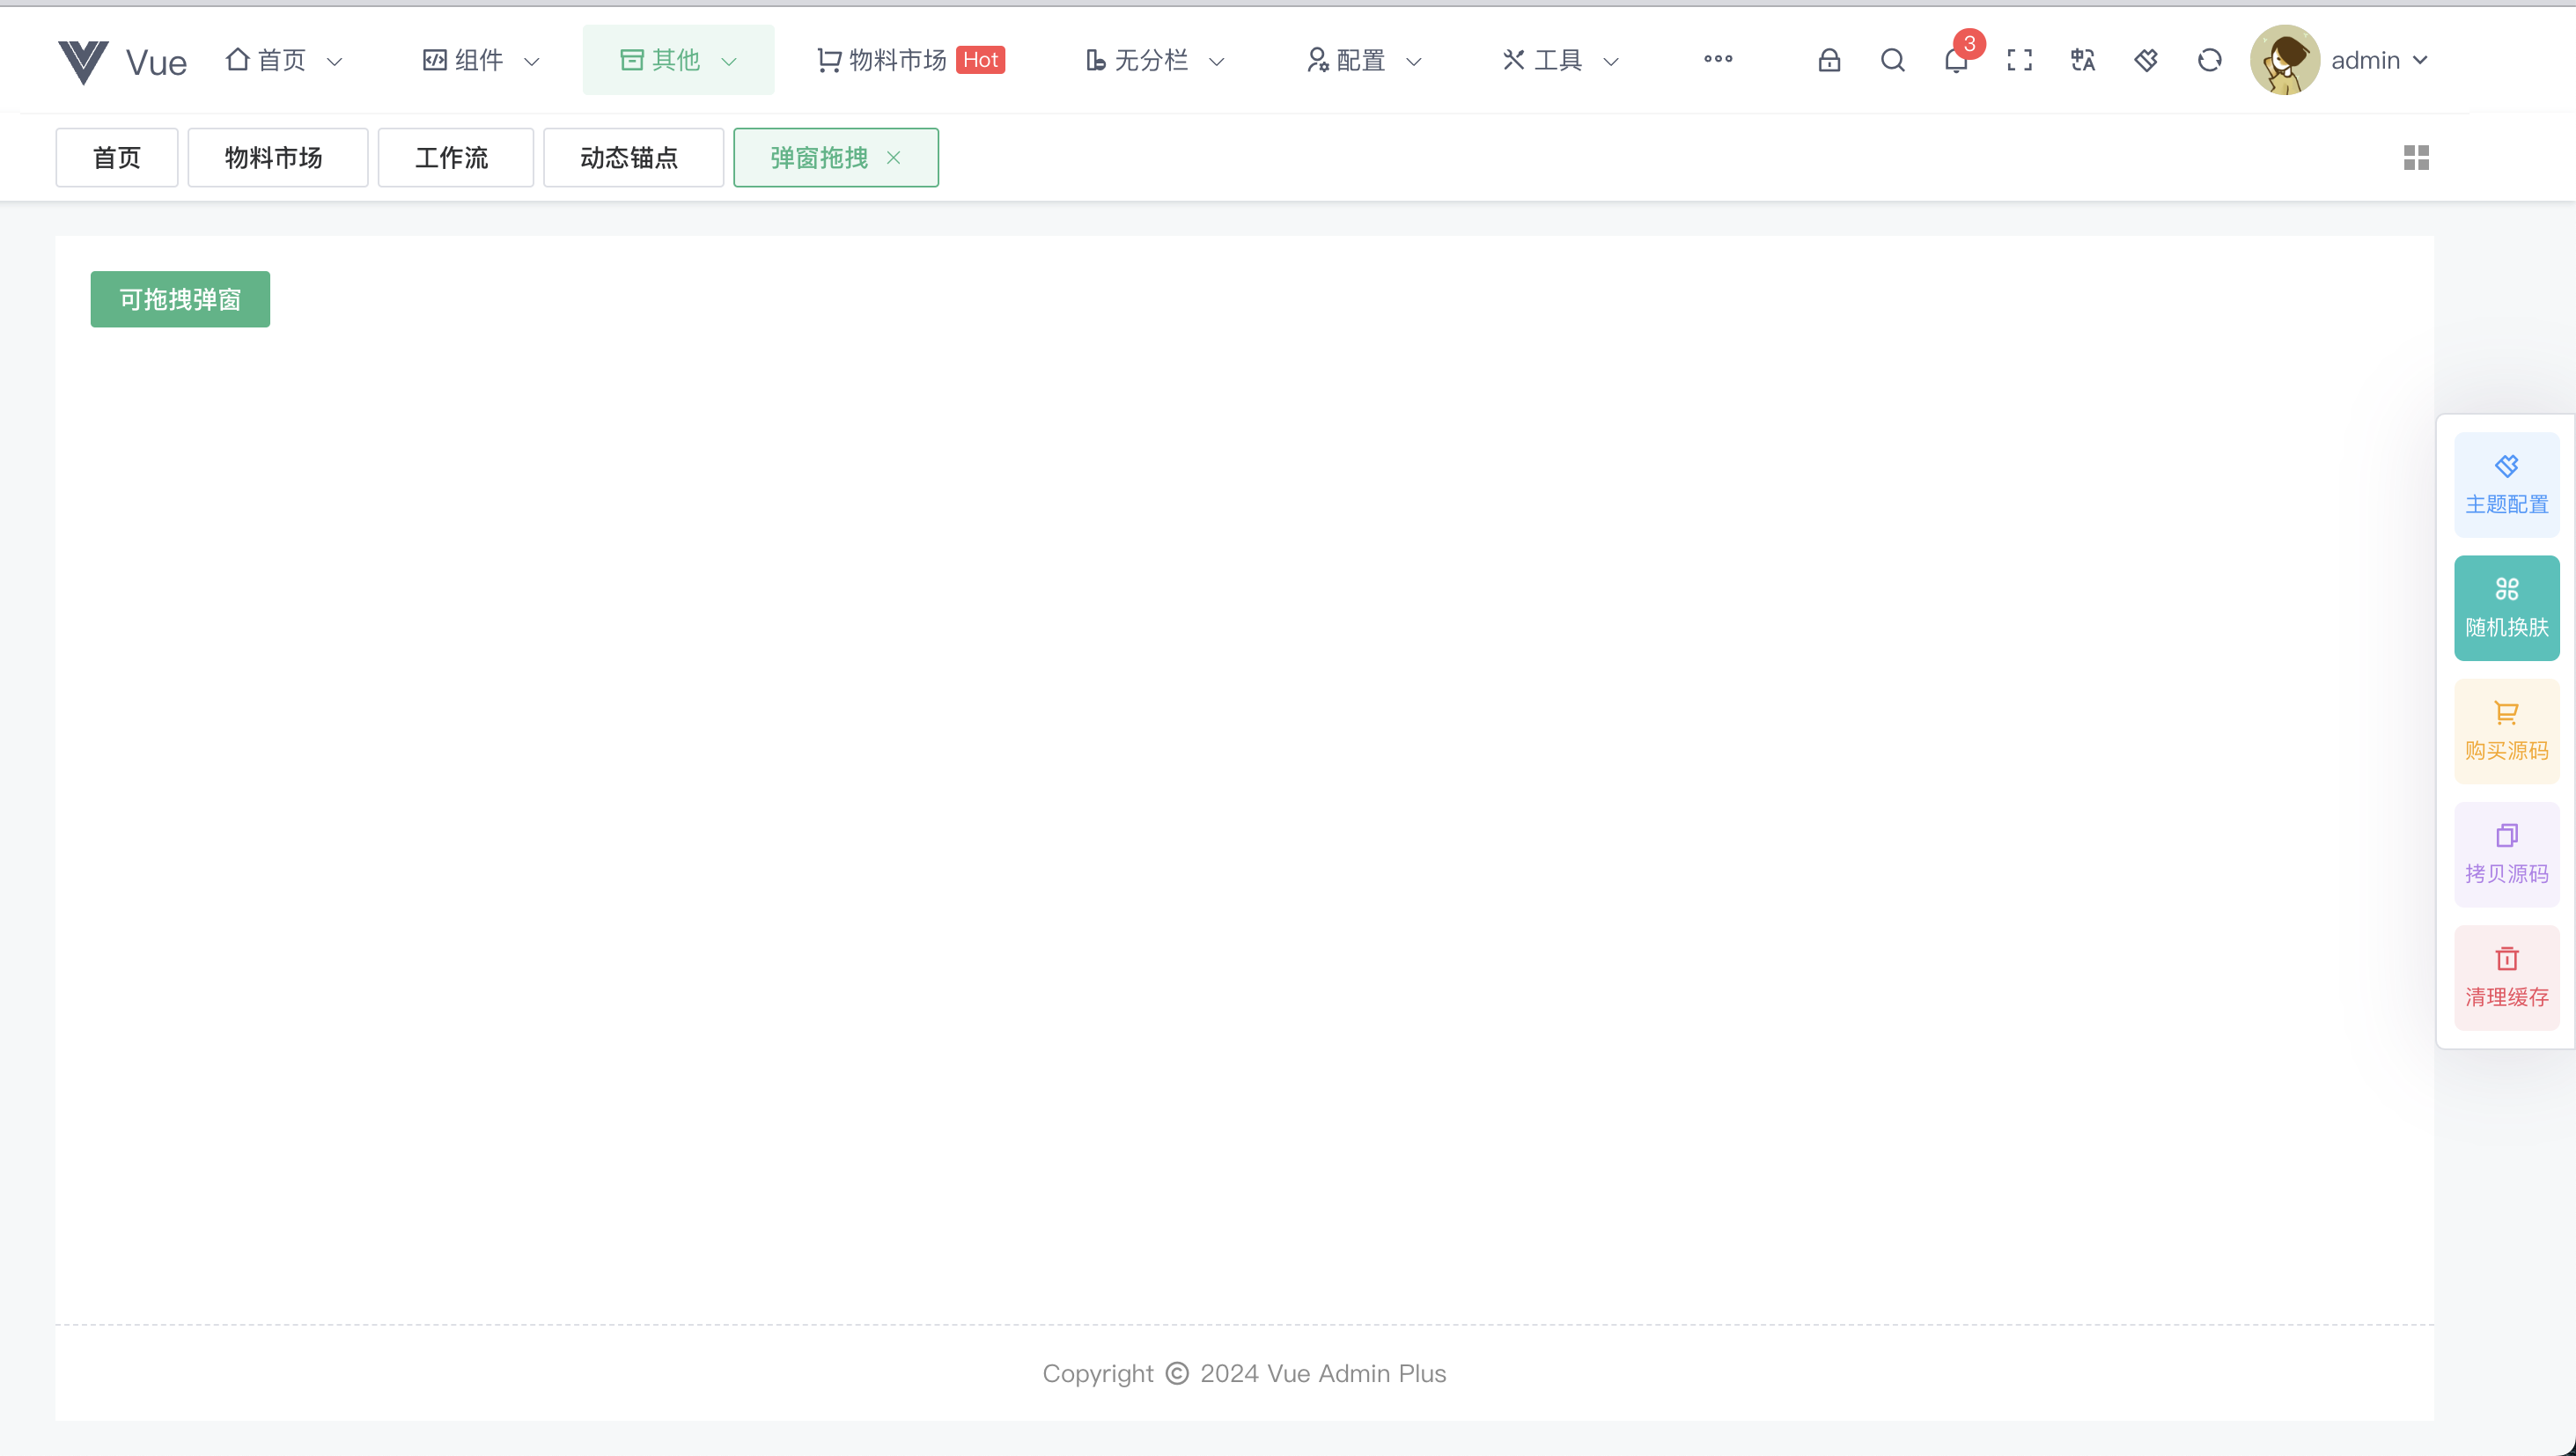 Vue 首页 组件 其他 物料市场 Hot 无分栏 配置 工具 3 admin
首页 物料市场 工作流 动态锚点 弹窗拖拽
可拖拽弹窗
主题配置
随机换肤
购买源码
拷贝源码
清理缓存
Copyright © 2024 Vue Admin Plus